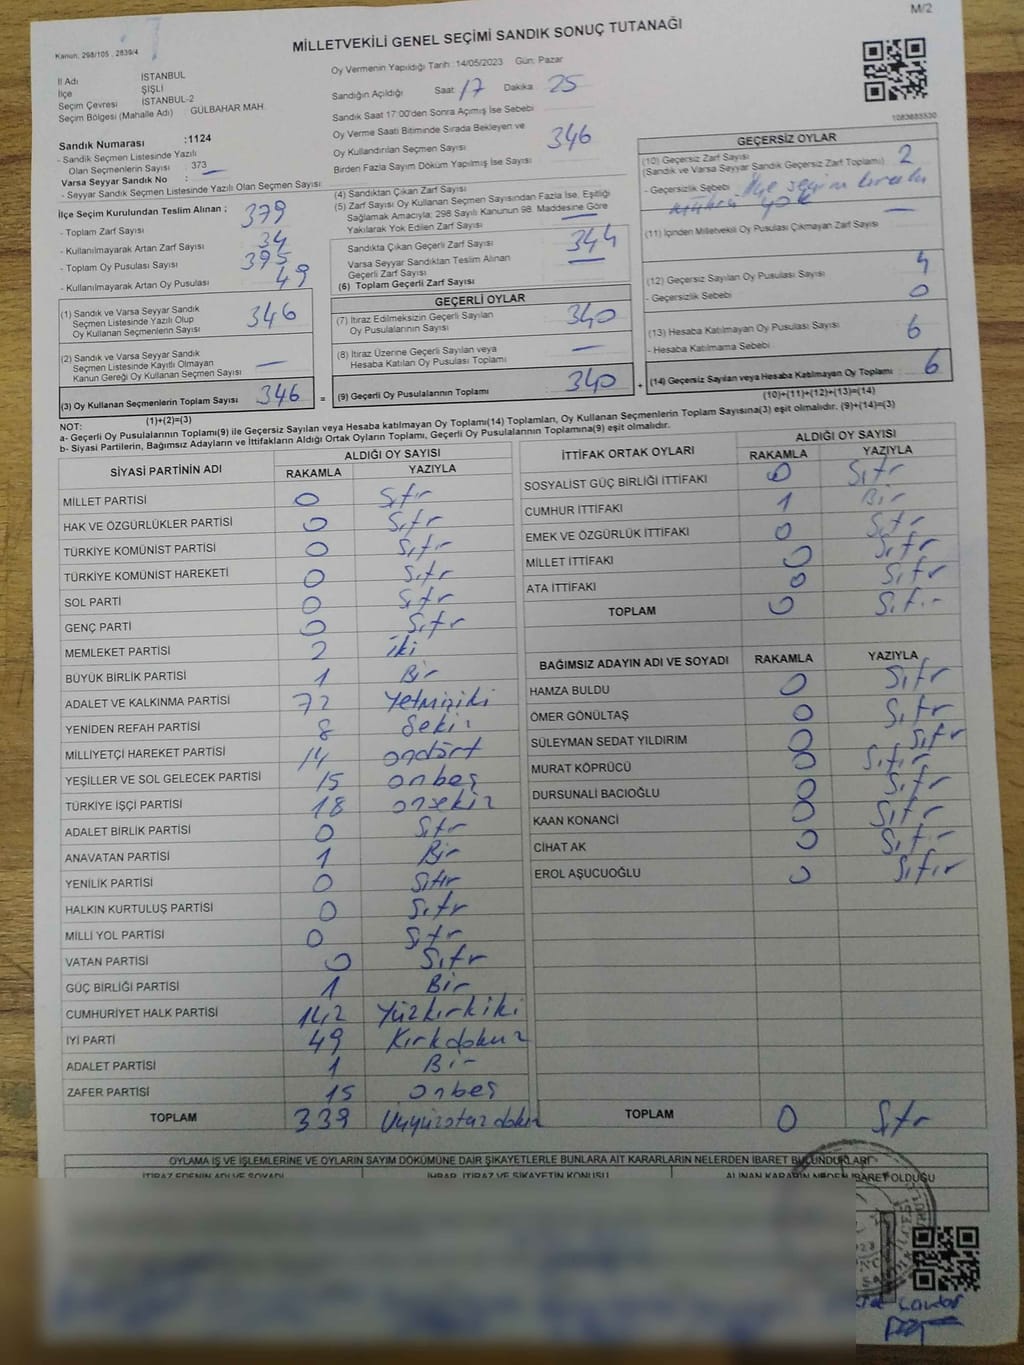 M/2
Kanun, 298/105 , 2839/4
MİLLETVEKİLİ GENEL SEÇİMİ SANDIK SONUÇ TUTANAĞI
İl Adı İSTANBUL
İlçe ŞİŞLİ
Seçim Çevresi İSTANBUL-2
Seçim Bölgesi (Mahalle Adı) GÜLBAHAR MAH.
Sandık Numarası :1124
- Sandık Seçmen Listesinde Yazılı
Olan Seçmenlerin Sayısı : 373
Varsa Seyyar Sandık No :
- Seyyar Sandık Seçmen Listesinde Yazılı Olan Seçmen Sayısı :
İlçe Seçim Kurulundan Teslim Alınan ;
- Toplam Zarf Sayısı 379
- Kullanılmayarak Artan Zarf Sayısı 34
- Toplam Oy Pusulası Sayısı 395
- Kullanılmayarak Artan Oy Pusulası 49
(1) Sandık ve Varsa Seyyar Sandık
Seçmen Listesinde Yazılı Olup
Oy Kullanan Seçmenlerin Sayısı 346
(2) Sandık ve Varsa Seyyar Sandık
Seçmen Listesinde Kayıtlı Olmayan
Kanun Gereği Oy Kullanan Seçmen Sayısı —
(3) Oy Kullanan Seçmenlerin Toplam Sayısı 346 =
(1)+(2)=(3)
Oy Vermenin Yapıldığı Tarih :14/05/2023 Gün: Pazar
Sandığın Açıldığı Saat 17 Dakika 25
Sandık Saat 17:00'den Sonra Açımış İse Sebebi
Oy Verme Saati Bitiminde Sırada Bekleyen ve
Oy Kullandırılan Seçmen Sayısı 346
Birden Fazla Sayım Döküm Yapılmış İse Sayısı
(4) Sandıktan Çıkan Zarf Sayısı
(5) Zarf Sayısı Oy Kullanan Seçmen Sayısından Fazla İse, Eşitliği
Sağlamak Amacıyla; 298 Sayılı Kanunun 98. Maddesine Göre
Yakılarak Yok Edilen Zarf Sayısı —
Sandıkta Çıkan Geçerli Zarf Sayısı 344
Varsa Seyyar Sandıktan Teslim Alınan
Geçerli Zarf Sayısı —
(6) Toplam Geçerli Zarf Sayısı
GEÇERLİ OYLAR
(7) İtiraz Edilmeksizin Geçerli Sayılan
Oy Pusulalarının Sayısı 340
(8) İtiraz Üzerine Geçerli Sayılan veya
Hesaba Katılan Oy Pusulası Toplamı —
(9) Geçerli Oy Pusulalarının Toplamı 340 +
1083685530
GEÇERSİZ OYLAR
(10) Geçersiz Zarf Sayısı
(Sandık ve Varsa Seyyar Sandık Geçersiz Zarf Toplamı) 2
- Geçersizlik Sebebi İlçe seçim kurulu
mührü yok
(11) İçinden Milletvekili Oy Pusulası Çıkmayan Zarf Sayısı —
(12) Geçersiz Sayılan Oy Pusulası Sayısı 4
- Geçersizlik Sebebi 0
(13) Hesaba Katılmayan Oy Pusulası Sayısı 6
- Hesaba Katılmama Sebebi
(14) Geçersiz Sayılan veya Hesaba Katılmayan Oy Toplamı 6
(10)+(11)+(12)+(13)=(14)
NOT:
a- Geçerli Oy Pusulalarının Toplamı(9) ile Geçersiz Sayılan veya Hesaba katılmayan Oy Toplamı(14) Toplamları, Oy Kullanan Seçmenlerin Toplam Sayısına(3) eşit olmalıdır. (9)+(14)=(3)
b- Siyasi Partilerin, Bağımsız Adayların ve İttifakların Aldığı Ortak Oyların Toplamı, Geçerli Oy Pusulalarının Toplamına(9) eşit olmalıdır.
SİYASİ PARTİNİN ADI ALDIĞI OY SAYISI
RAKAMLA YAZIYLA
MİLLET PARTİSİ 0 Sıfır
HAK VE ÖZGÜRLÜKLER PARTİSİ 0 Sıfır
TÜRKİYE KOMÜNİST PARTİSİ 0 Sıfır
TÜRKİYE KOMÜNİST HAREKETİ 0 Sıfır
SOL PARTİ 0 Sıfır
GENÇ PARTİ 0 Sıfır
MEMLEKET PARTİSİ 2 iki
BÜYÜK BİRLİK PARTİSİ 1 Bir
ADALET VE KALKINMA PARTİSİ 72 Yetmişiki
YENİDEN REFAH PARTİSİ 8 Sekiz
MİLLİYETÇİ HAREKET PARTİSİ 14 ondört
YEŞİLLER VE SOL GELECEK PARTİSİ 15 onbeş
TÜRKİYE İŞÇİ PARTİSİ 18 onsekiz
ADALET BİRLİK PARTİSİ 0 Sıfır
ANAVATAN PARTİSİ 1 Bir
YENİLİK PARTİSİ 0 Sıfır
HALKIN KURTULUŞ PARTİSİ 0 Sıfır
MİLLİ YOL PARTİSİ 0 Sıfır
VATAN PARTİSİ 0 Sıfır
GÜÇ BİRLİĞİ PARTİSİ 1 Bir
CUMHURİYET HALK PARTİSİ 142 Yüzkırkiki
İYİ PARTİ 49 Kırkdokuz
ADALET PARTİSİ 1 Bir
ZAFER PARTİSİ 15 onbeş
TOPLAM 339 Üçyüzotuzdokuz
İTTİFAK ORTAK OYLARI ALDIĞI OY SAYISI
RAKAMLA YAZIYLA
SOSYALİST GÜÇ BİRLİĞİ İTTİFAKI 0 Sıfır
CUMHUR İTTİFAKI 1 Bir
EMEK VE ÖZGÜRLÜK İTTİFAKI 0 Sıfır
MİLLET İTTİFAKI 0 Sıfır
ATA İTTİFAKI 0 Sıfır
TOPLAM 0 Sıfır
BAĞIMSIZ ADAYIN ADI VE SOYADI RAKAMLA YAZIYLA
HAMZA BULDU 0 Sıfır
ÖMER GÖNÜLTAŞ 0 Sıfır
SÜLEYMAN SEDAT YILDIRIM 0 Sıfır
MURAT KÖPRÜCÜ 0 Sıfır
DURSUNALİ BACIOĞLU 0 Sıfır
KAAN KONANCİ 0 Sıfır
CİHAT AK 0 Sıfır
EROL AŞUCUOĞLU 0 Sıfır
TOPLAM 0 Sıfır
OYLAMA İŞ VE İŞLEMLERİNE VE OYLARIN SAYIM DÖKÜMÜNE DAİR ŞİKAYETLERLE BUNLARA AİT KARARLARIN NELERDEN İBARET BULUNDUKLARI
İTİRAZ EDENİN ADI VE SOYADI İHBAR, İTİRAZ VE ŞİKAYETİN KONUSU ALINAN KARARIN NEDEN İBARET OLDUĞU